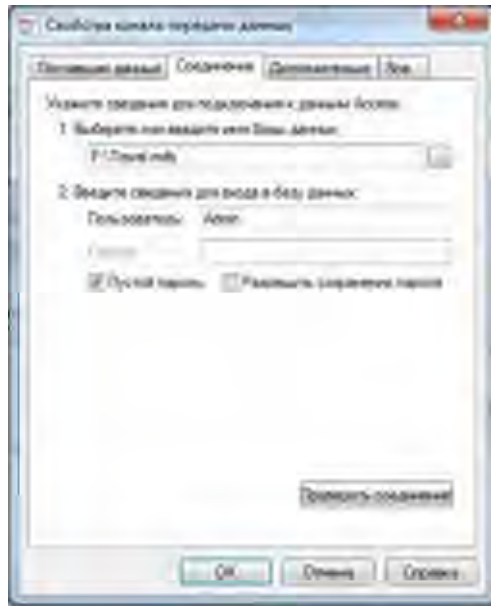 Свойства канала передачи данных
Поставщик данных Соединение Дополнительно Все
Укажите сведения для подключения к данным Access:
1. Выберите или введите имя базы данных:
2. Введите сведения для входа в базу данных:
Пользователь: Admin
Пароль:
Пустой пароль Разрешить сохранение пароля
Проверить соединение
ОК Отмена Справка